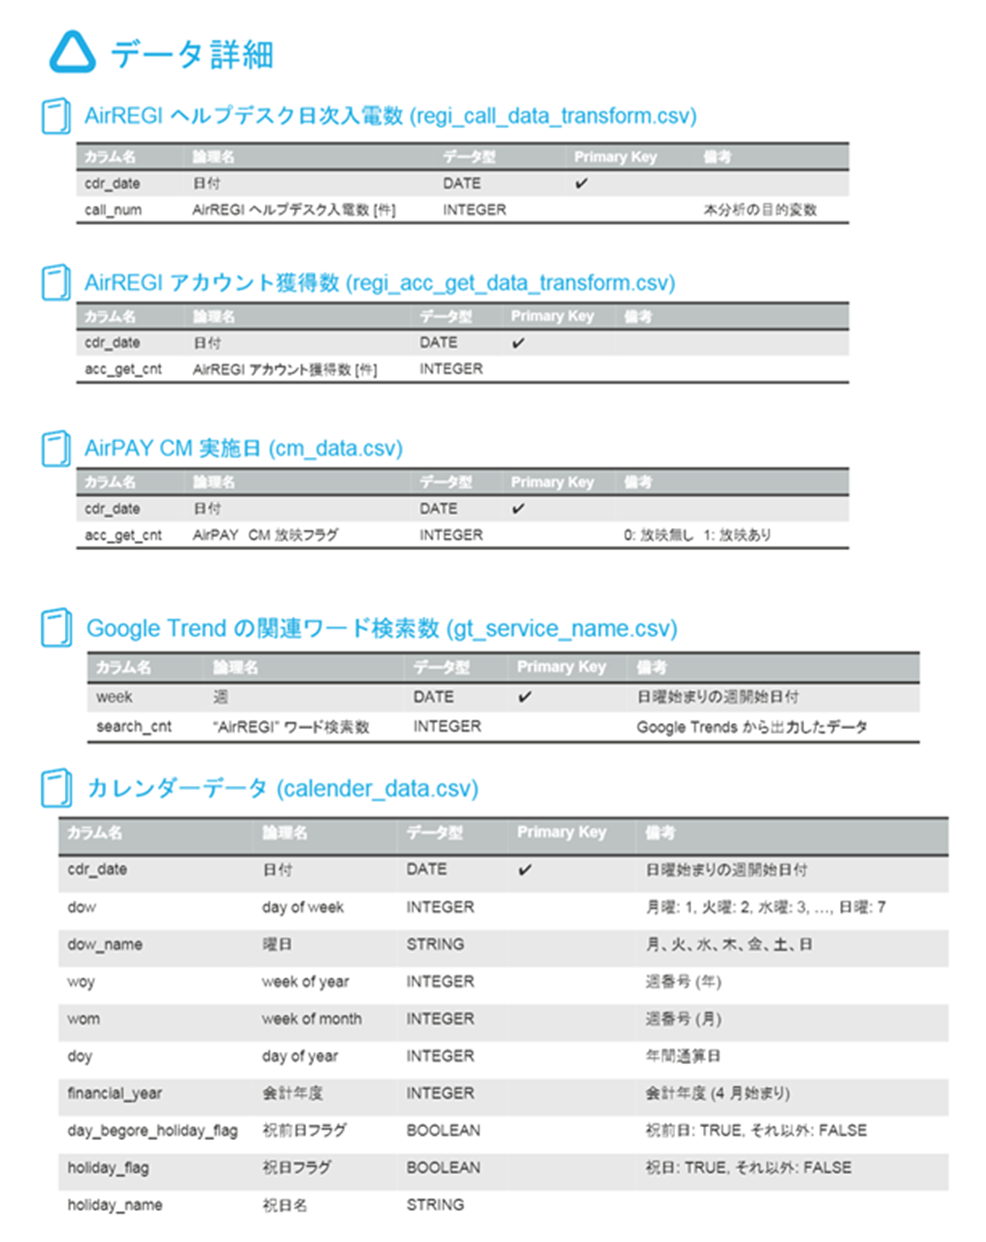 データ詳細
AirREGI ヘルプデスク日次入電数 (regi_call_data_transform.csv)
カラム名 論理名 データ型 Primary Key 備考
cdr_date 日付 DATE ✔
call_num AirREGI ヘルプデスク入電数 [件] INTEGER 本分析の目的変数
AirREGI アカウント獲得数 (regi_acc_get_data_transform.csv)
カラム名 論理名 データ型 Primary Key 備考
cdr_date 日付 DATE ✔
acc_get_cnt AirREGI アカウント獲得数 [件] INTEGER
AirPAY CM 実施日 (cm_data.csv)
カラム名 論理名 データ型 Primary Key 備考
cdr_date 日付 DATE ✔
acc_get_cnt AirPAY CM 放映フラグ INTEGER 0: 放映無し 1: 放映あり
Google Trend の関連ワード検索数 (gt_service_name.csv)
カラム名 論理名 データ型 Primary Key 備考
week 週 DATE ✔ 日曜始まりの週開始日付
search_cnt “AirREGI” ワード検索数 INTEGER Google Trends から出力したデータ
カレンダーデータ (calender_data.csv)
カラム名 論理名 データ型 Primary Key 備考
cdr_date 日付 DATE ✔ 日曜始まりの週開始日付
dow day of week INTEGER 月曜: 1, 火曜: 2, 水曜: 3, ..., 日曜: 7
dow_name 曜日 STRING 月、火、水、木、金、土、日
woy week of year INTEGER 週番号 (年)
wom week of month INTEGER 週番号 (月)
doy day of year INTEGER 年間通算日
financial_year 会計年度 INTEGER 会計年度 (4 月始まり)
day_begore_holiday_flag 祝前日フラグ BOOLEAN 祝前日: TRUE, それ以外: FALSE
holiday_flag 祝日フラグ BOOLEAN 祝日: TRUE, それ以外: FALSE
holiday_name 祝日名 STRING